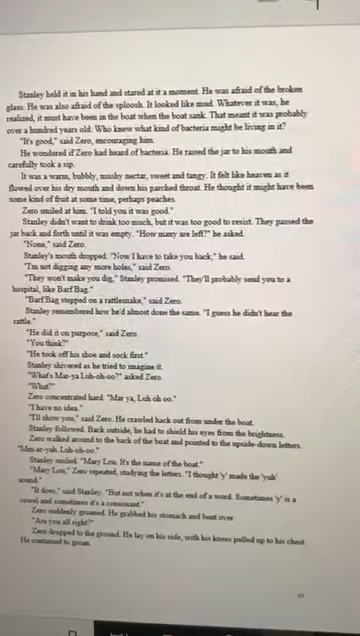 Stanley held it in his hand and stared at it a moment. He was afraid of the broken
glass. He was also afraid of the sploosh. It looked like mud. Whatever it was, he
realized, it must have been in the boat when the boat sank. That meant it was probably
over a hundred years old. Who knew what kind of bacteria might be living in it?
"It's good," said Zero, encouraging him.
He wondered if Zero had heard of bacteria. He raised the jar to his mouth and
carefully took a sip.
It was a warm, bubbly, mushy nectar, sweet and tangy. It felt like heaven as it
flowed over his dry mouth and down his parched throat. He thought it might have been
some kind of fruit at some time, perhaps peaches.
Zero smiled at him. "I told you it was good."
Stanley didn't want to drink too much, but it was too good to resist. They passed the
jar back and forth until it was empty. "How many are left?" he asked.
"None," said Zero.
Stanley's mouth dropped. "Now I have to take you back," he said.
"I'm not digging any more holes," said Zero.
"They won't make you dig," Stanley promised. "They'll probably send you to a
hospital, like Barf Bag."
"Barf Bag stepped on a rattlesnake," said Zero.
Stanley remembered how he'd almost done the same. "I guess he didn't hear the
rattle."
"He did it on purpose," said Zero.
"You think?"
"He took off his shoe and sock first."
Stanley shivered as he tried to imagine it.
"What's Mar-ya Luh-oh-oo?" asked Zero.
"What?"
Zero concentrated hard. "Mar ya, Luh oh oo."
"I have no idea."
"I'll show you," said Zero. He crawled back out from under the boat.
Stanley followed. Back outside, he had to shield his eyes from the brightness.
Zero walked around to the back of the boat and pointed to the upside-down letters.
"Mm-ar-yuh. Luh-oh-oo."
Stanley smiled. "Mary Lou. It's the name of the boat."
"Mary Lou," Zero repeated, studying the letters. "I thought 'y' made the 'yuh'
sound."
"It does," said Stanley. "But not when it's at the end of a word. Sometimes 'y' is a
vowel and sometimes it's a consonant."
Zero suddenly groaned. He grabbed his stomach and bent over.
"Are you all right?"
Zero dropped to the ground. He lay on his side, with his knees pulled up to his chest.
He continued to groan.